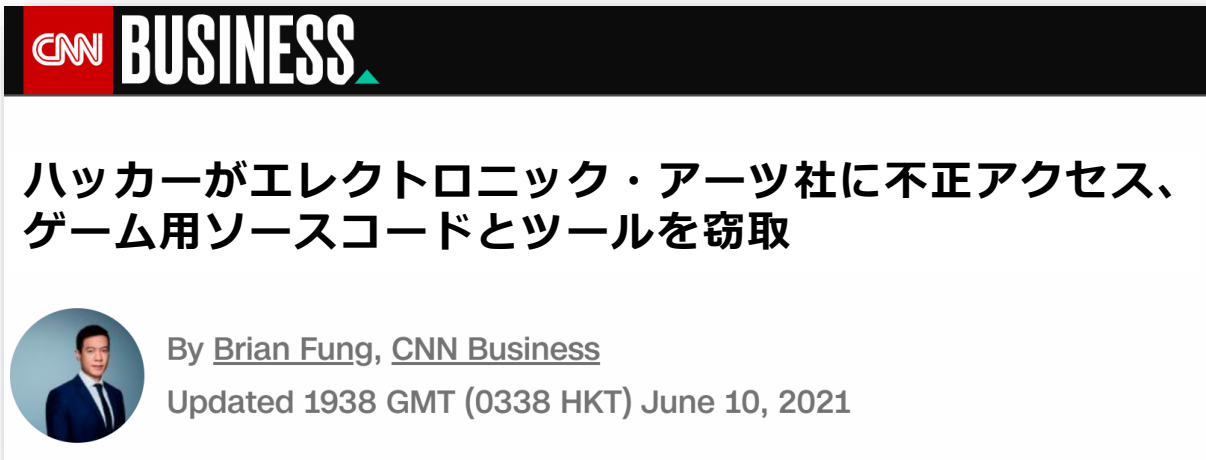 CNN BUSINESS
ハッカーがエレクトロニック・アーツ社に不正アクセス、
ゲーム用ソースコードとツールを窃取
By Brian Fung, CNN Business
Updated 1938 GMT (0338 HKT) June 10, 2021